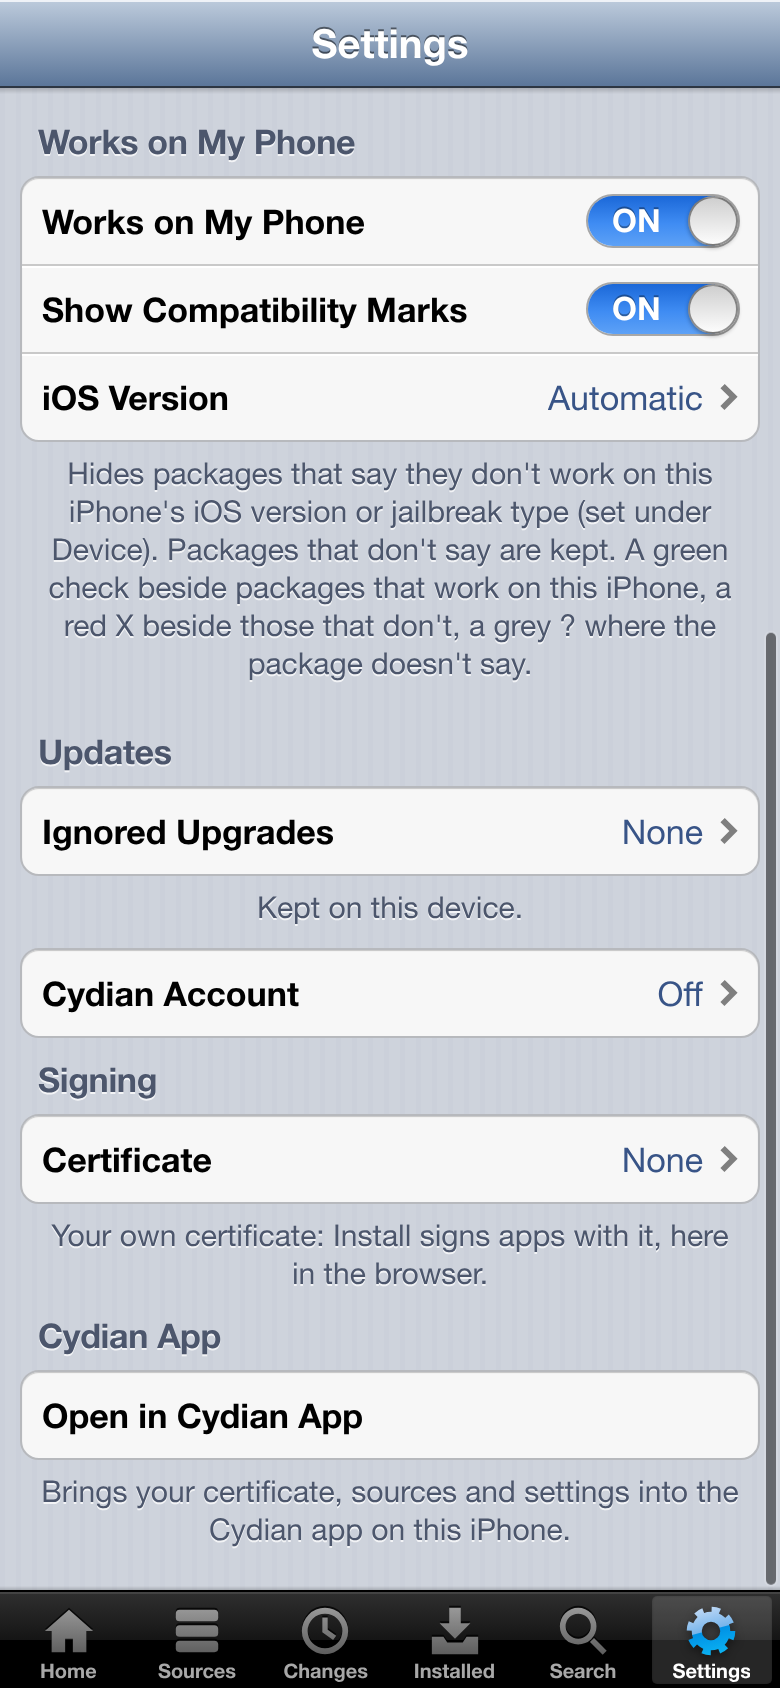 Settings
Works on My Phone
Works on My Phone ON
Show Compatibility Marks ON
iOS Version Automatic
Hides packages that say they don't work on this
iPhone's iOS version or jailbreak type (set under
Device). Packages that don't say are kept. A green
check beside packages that work on this iPhone, a
red X beside those that don't, a grey ? where the
package doesn't say.
Updates
Ignored Upgrades None
Kept on this device.
Cydian Account Off
Signing
Certificate None
Your own certificate: Install signs apps with it, here
in the browser.
Cydian App
Open in Cydian App
Brings your certificate, sources and settings into the
Cydian app on this iPhone.
Home Sources Changes Installed Search Settings